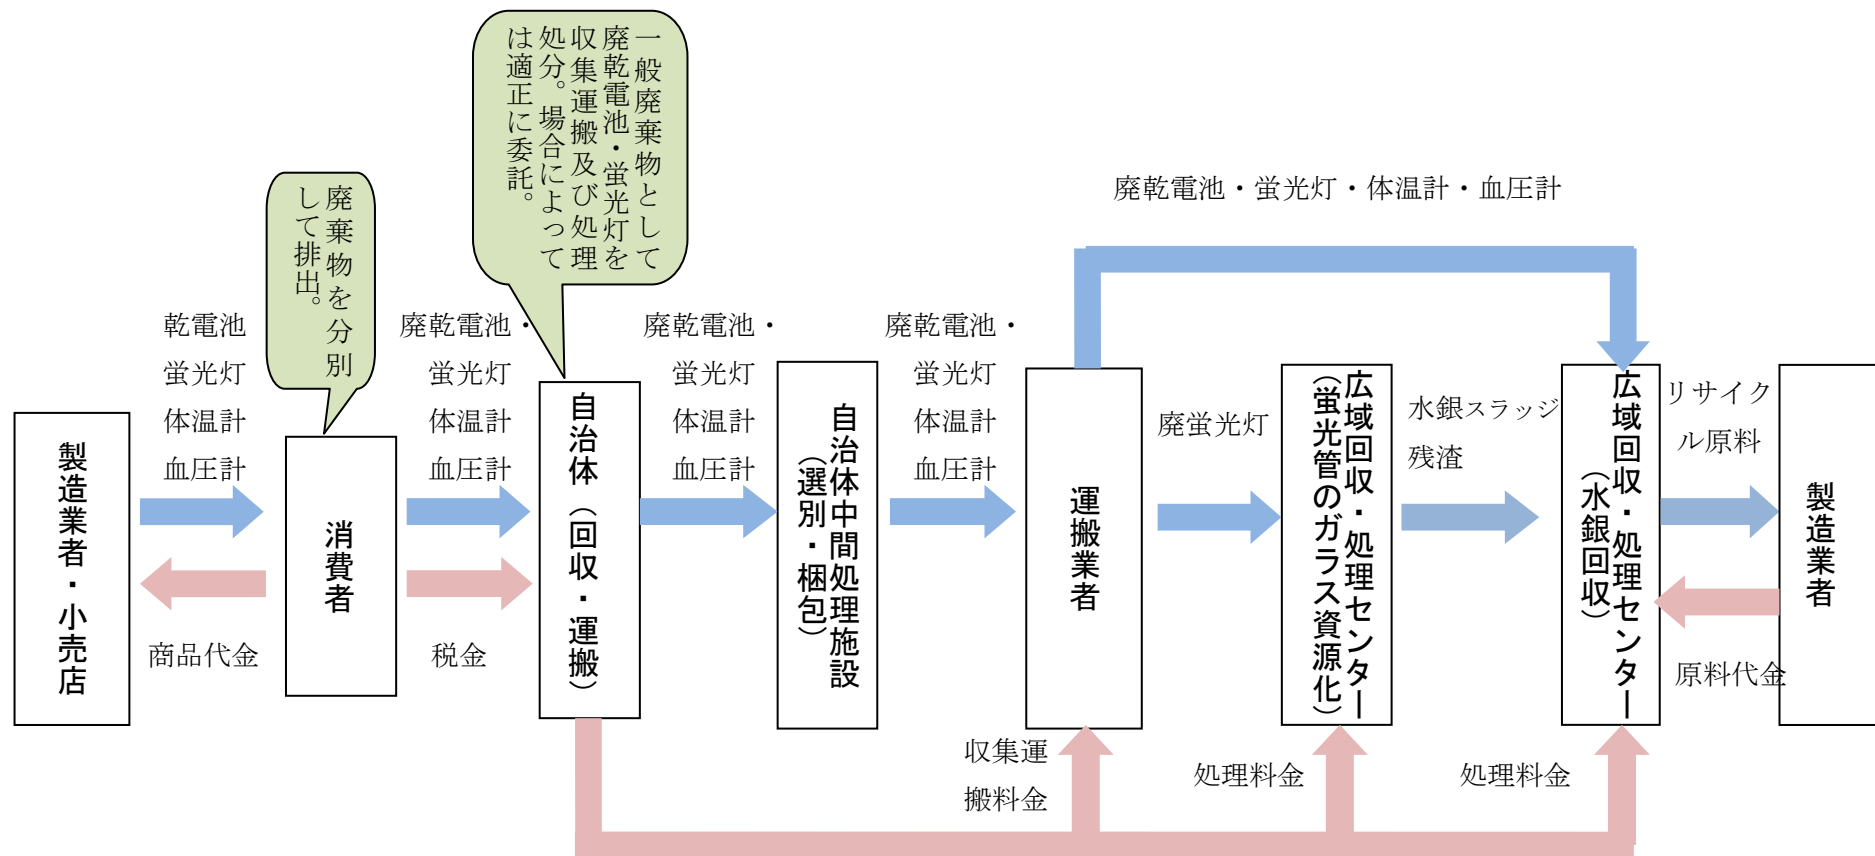 一般廃棄物として
廃乾電池・蛍光灯を
収集運搬及び処理
処分。場合によって
は適正に委託。
廃棄物を分別
して排出。
廃乾電池・蛍光灯・体温計・血圧計
乾電池
蛍光灯
体温計
血圧計
廃乾電池・
蛍光灯
体温計
血圧計
廃乾電池・
蛍光灯
体温計
血圧計
廃乾電池・
蛍光灯
体温計
血圧計
廃蛍光灯
水銀スラッジ
残渣
リサイク
ル原料
製造業者・小売店
消費者
自治体（回収・運搬）
自治体中間処理施設
（選別・梱包）
運搬業者
広域回収・処理センター
（蛍光管のガラス資源化）
広域回収・処理センター
（水銀回収）
製造業者
商品代金
税金
収集運
搬料金
処理料金
処理料金
原料代金